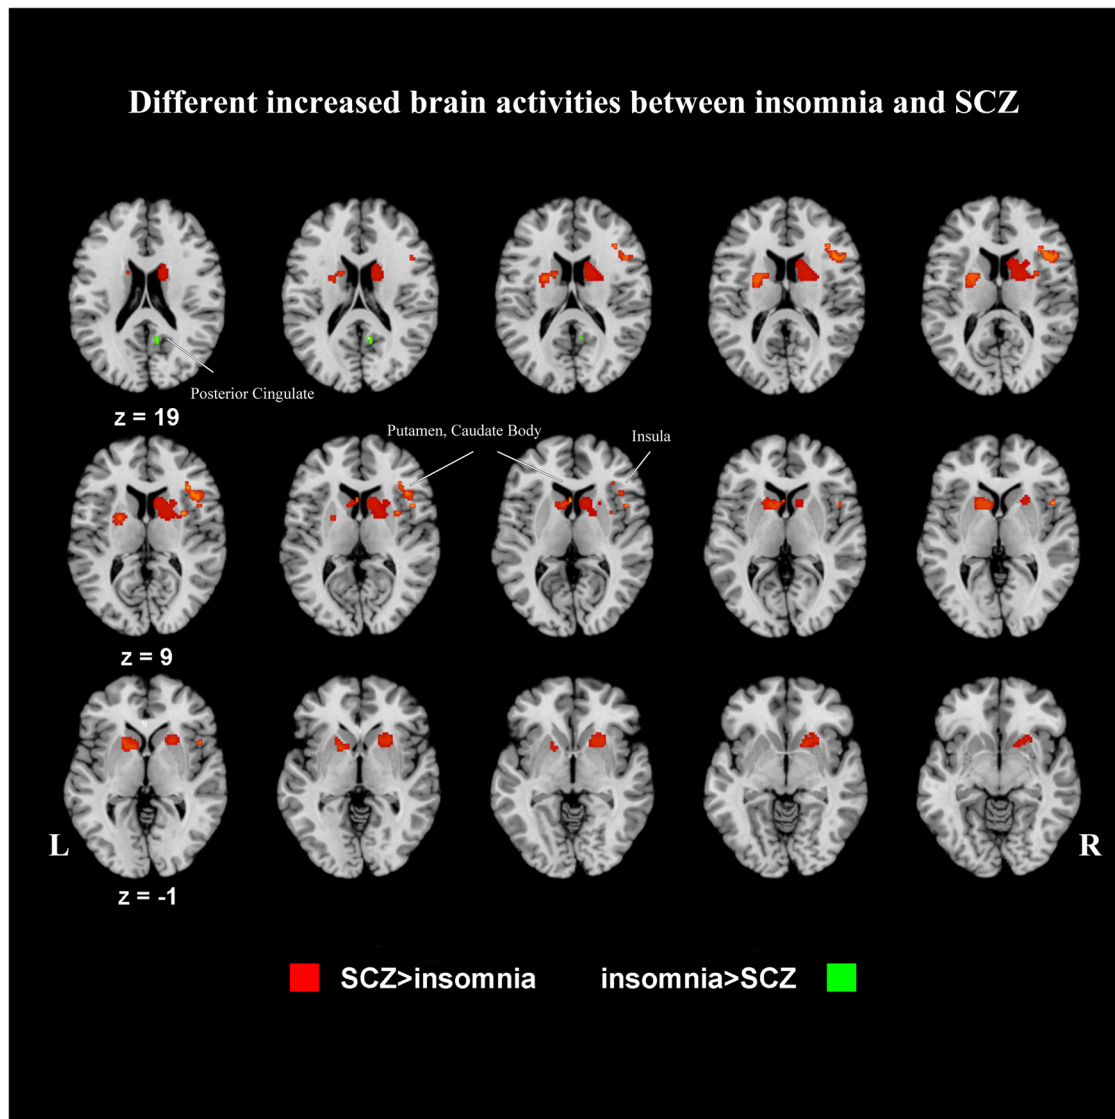 Different increased brain activities between insomnia and SCZ
Posterior Cingulate
z = 19
Putamen, Caudate Body
Insula
z = 9
L
R
z = -1
SCZ>insomnia
insomnia>SCZ